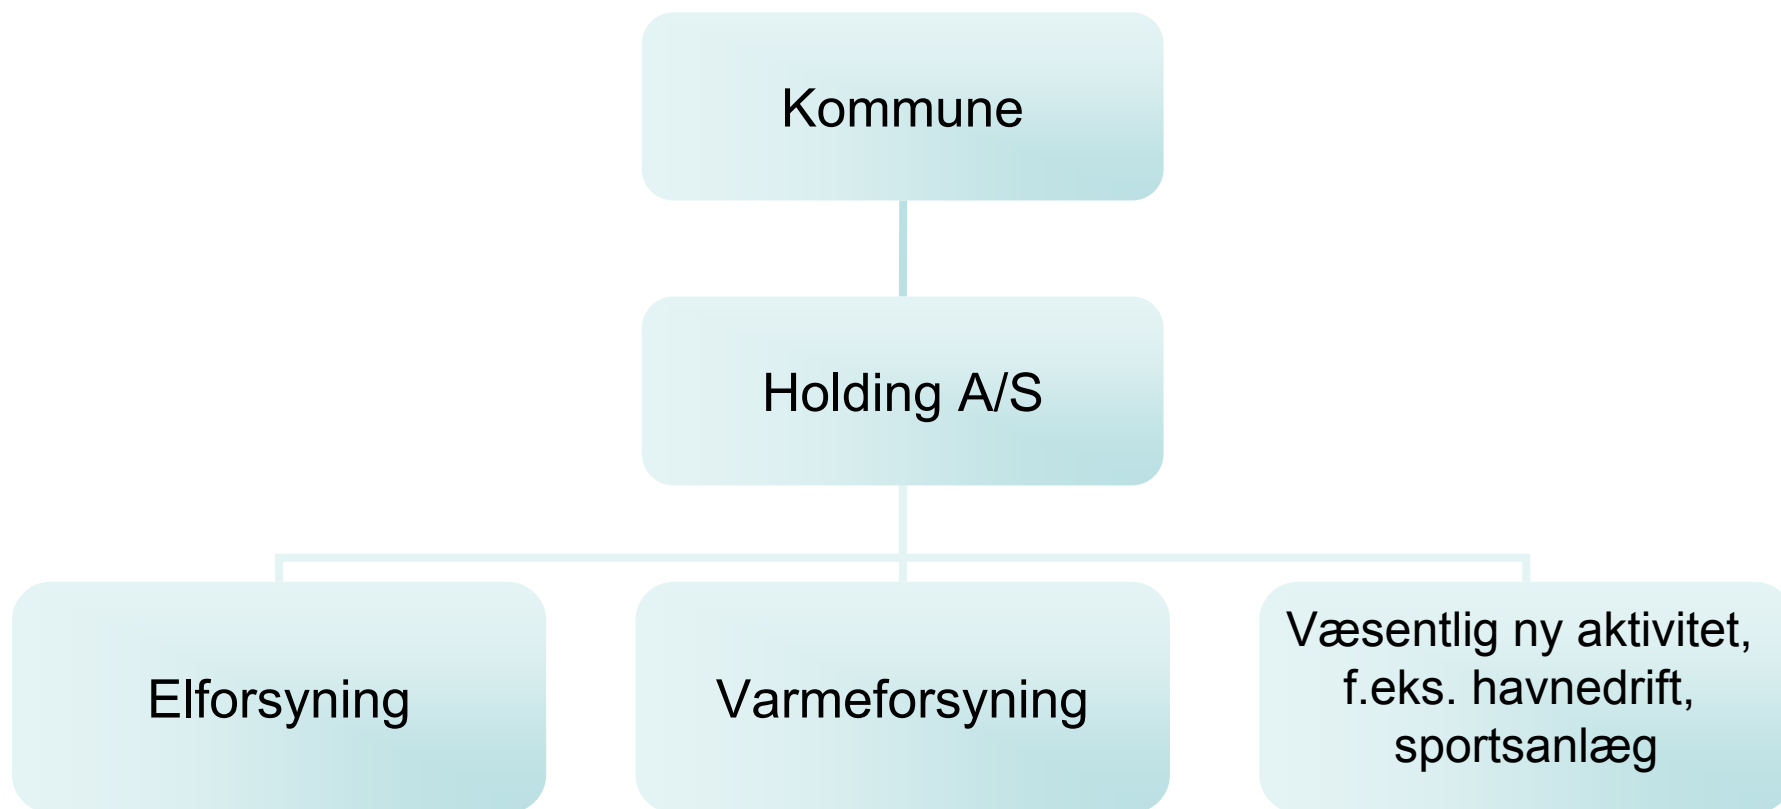 Kommune
Holding A/S
Elforsyning
Varmeforsyning
Væsentlig ny aktivitet,
f.eks. havnedrift,
sportsanlæg